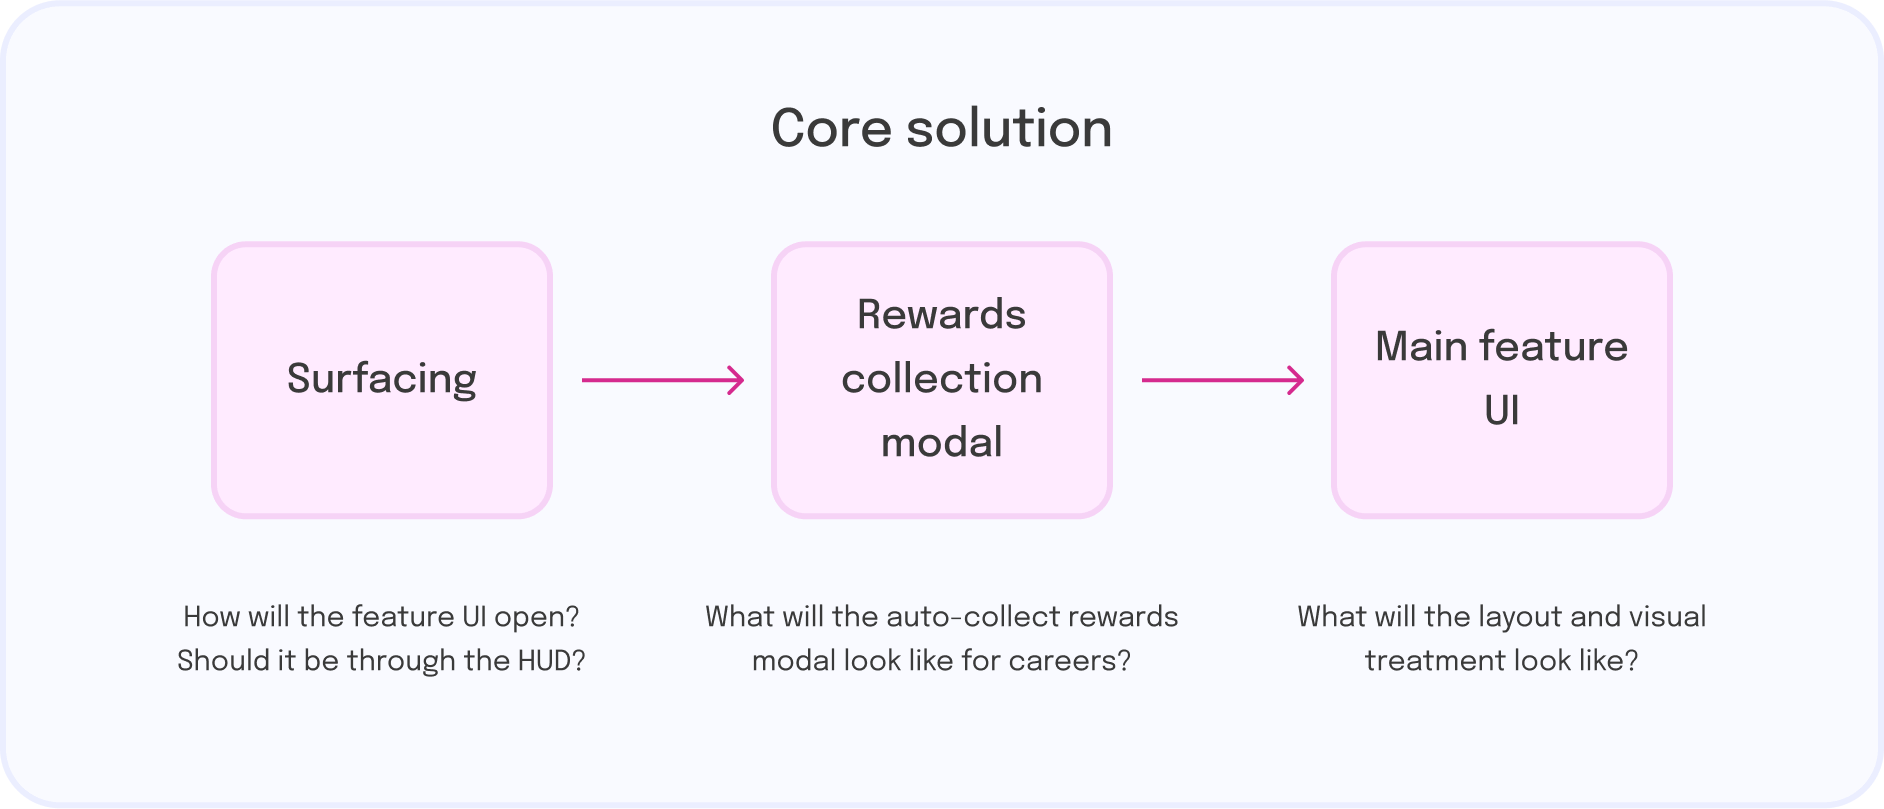 Core solution
Surfacing
Rewards
collection
modal
Main feature
UI
How will the feature UI open?
Should it be through the HUD?
What will the auto-collect rewards
modal look like for careers?
What will the layout and visual
treatment look like?